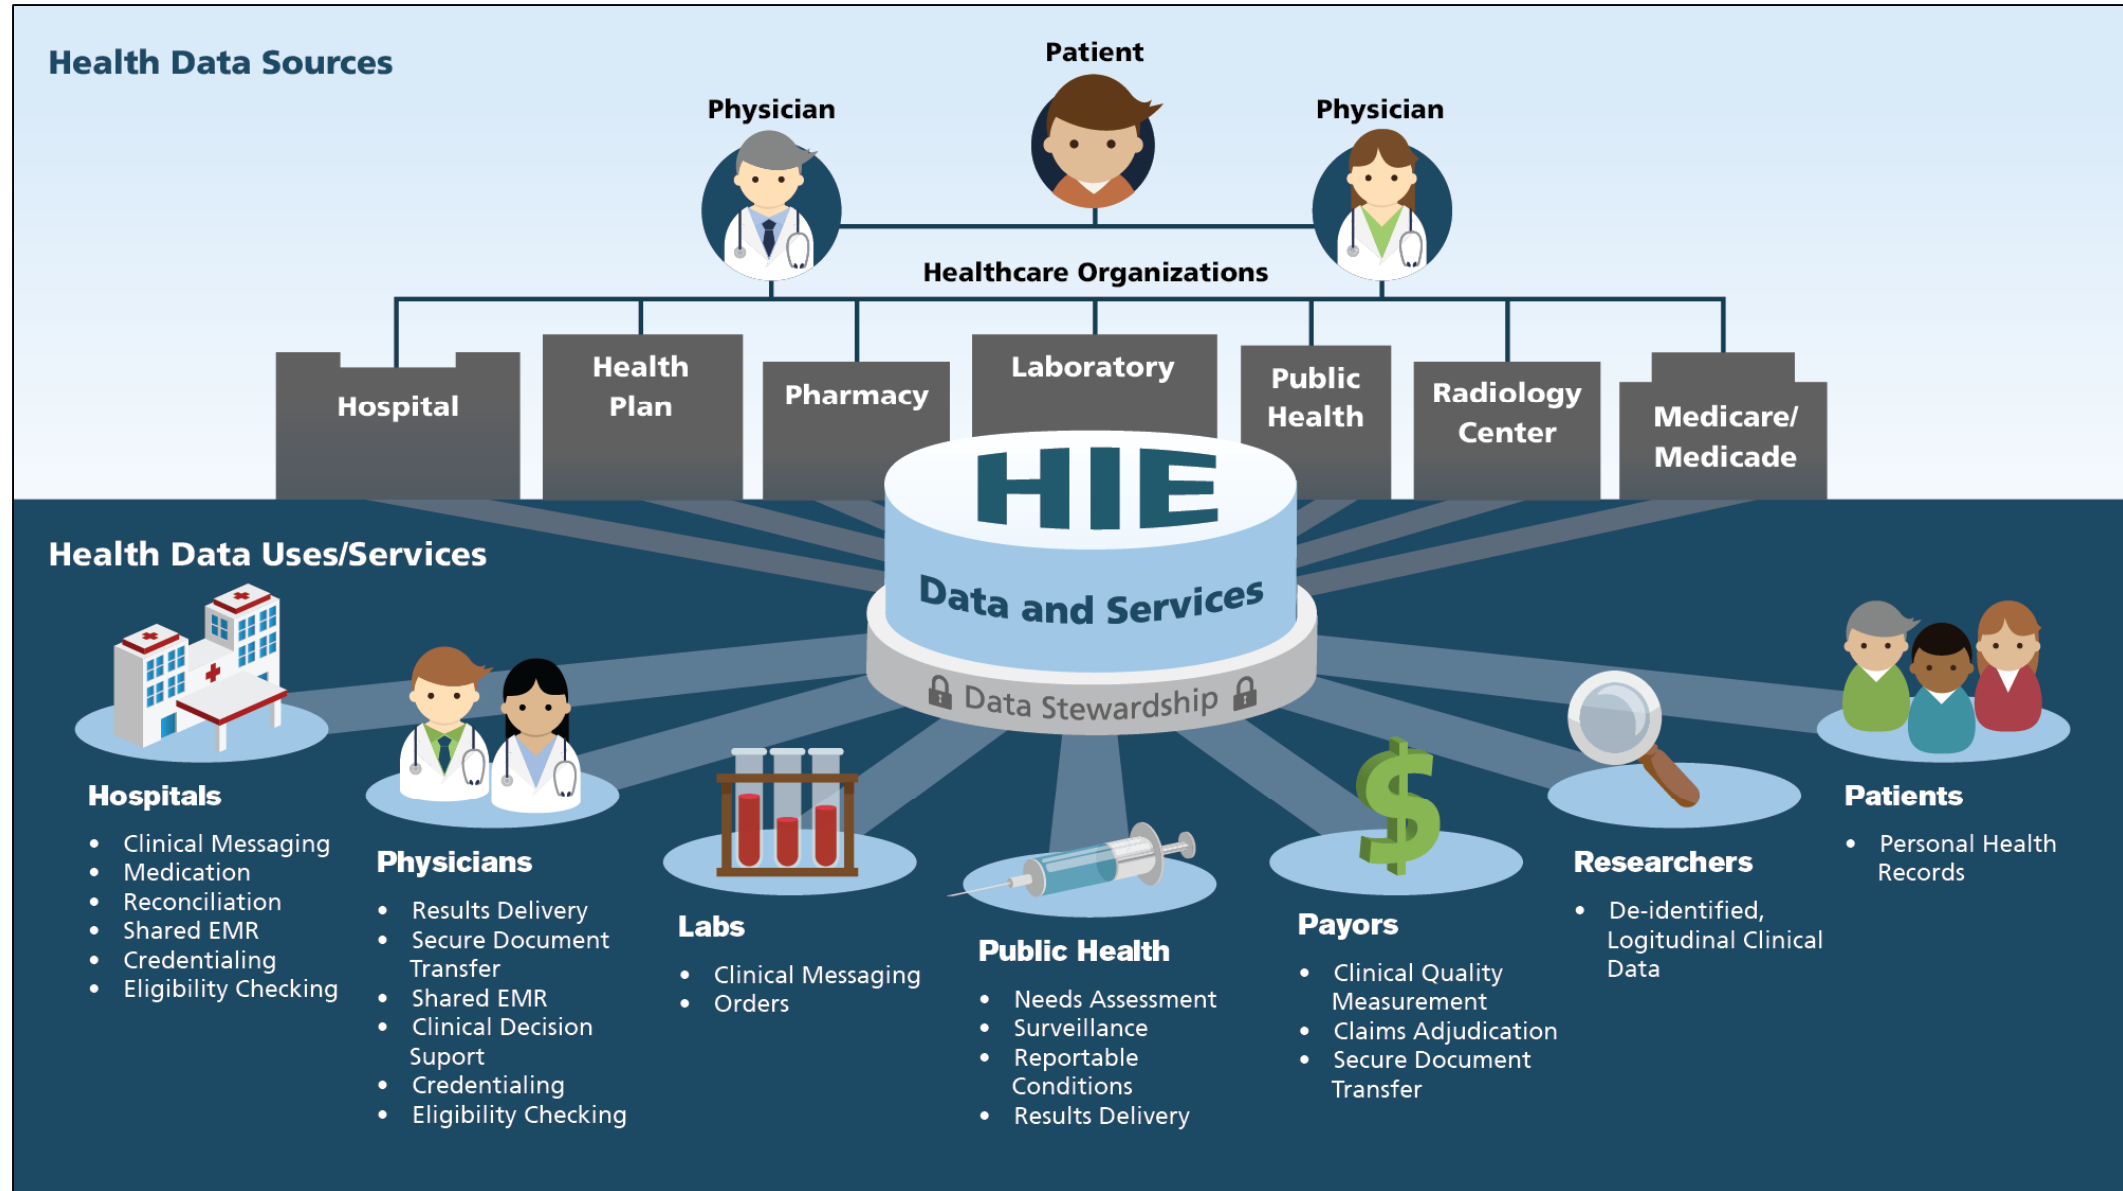 Health Data Sources
Patient
Physician
Physician
Healthcare Organizations
Hospital
Health
Plan
Pharmacy
Laboratory
Public
Health
Radiology
Center
Medicare/
Medicade
HIE
Data and Services
Data Stewardship
Health Data Uses/Services
Hospitals
• Clinical Messaging
• Medication
• Reconciliation
• Shared EMR
• Credentialing
• Eligibility Checking
Physicians
• Results Delivery
• Secure Document
Transfer
• Shared EMR
• Clinical Decision
Suport
• Credentialing
• Eligibility Checking
Labs
• Clinical Messaging
• Orders
Public Health
• Needs Assessment
• Surveillance
• Reportable
Conditions
• Results Delivery
Payors
• Clinical Quality
Measurement
• Claims Adjudication
• Secure Document
Transfer
Researchers
• De-identified,
Logitudinal Clinical
Data
Patients
• Personal Health
Records